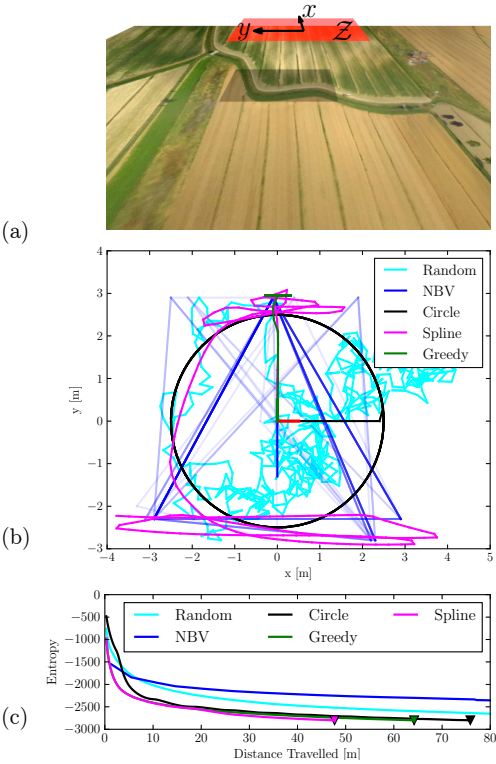 x
y
Z
(a)
4
3
2
1
0
−1
−2
−3
y [m]
Random
NBV
Circle
Spline
Greedy
−4 −3 −2 −1 0 1 2 3 4 5
x [m]
(b)
0
−500
−1000
−1500
−2000
−2500
−3000
Entropy
Random Circle Spline
NBV Greedy
0 10 20 30 40 50 60 70 80
Distance Travelled [m]
(c)